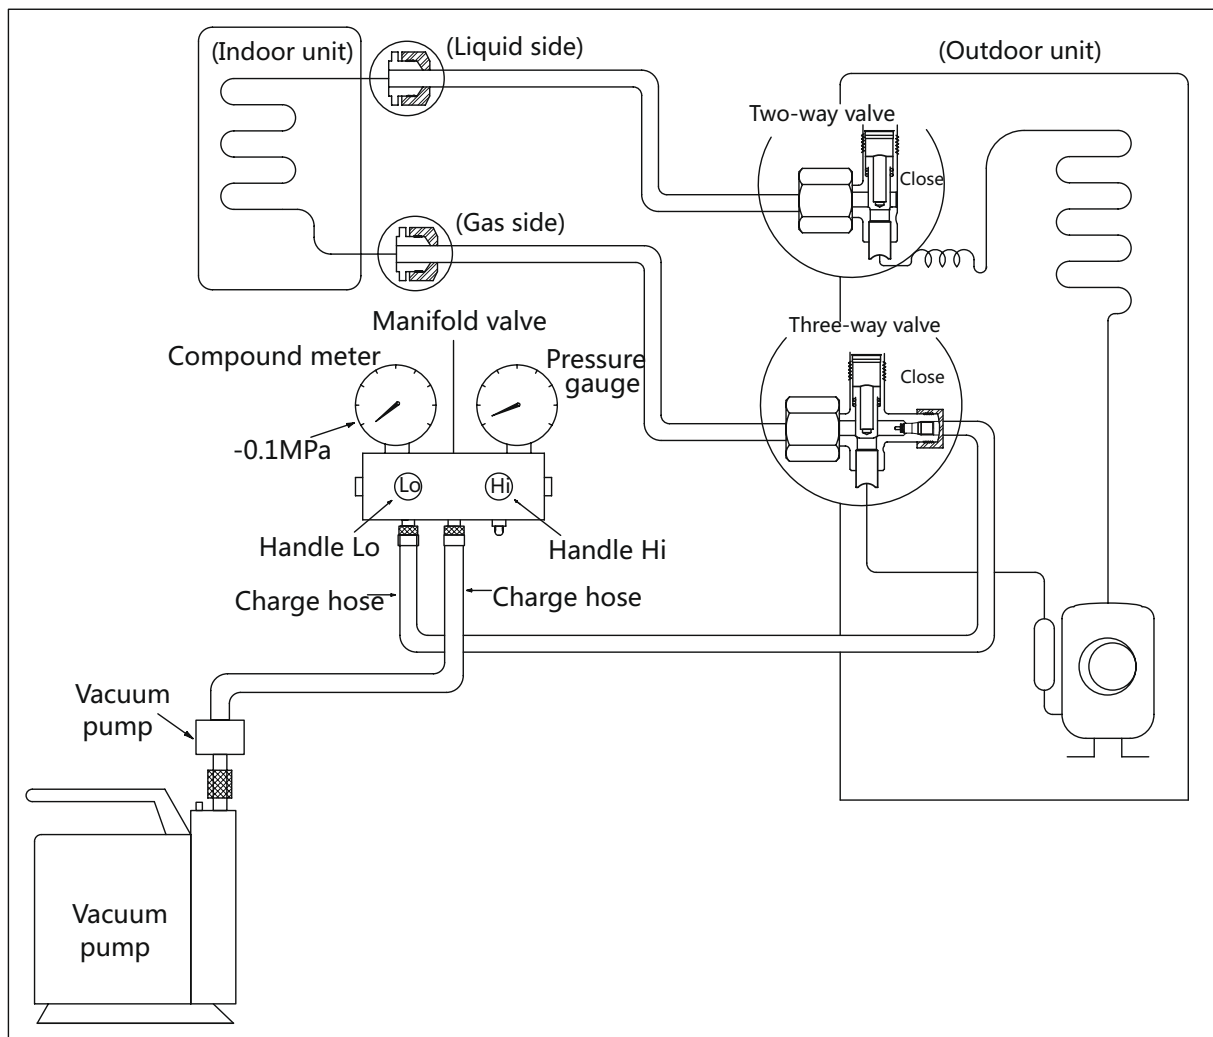 (Indoor unit)
(Liquid side)
(Outdoor unit)
Two-way valve
Close
(Gas side)
Manifold valve
Three-way valve
Compound meter
Pressure
gauge
Close
-0.1MPa
Lo
Hi
Handle Lo
Handle Hi
Charge hose
Charge hose
Vacuum
pump
Vacuum
pump